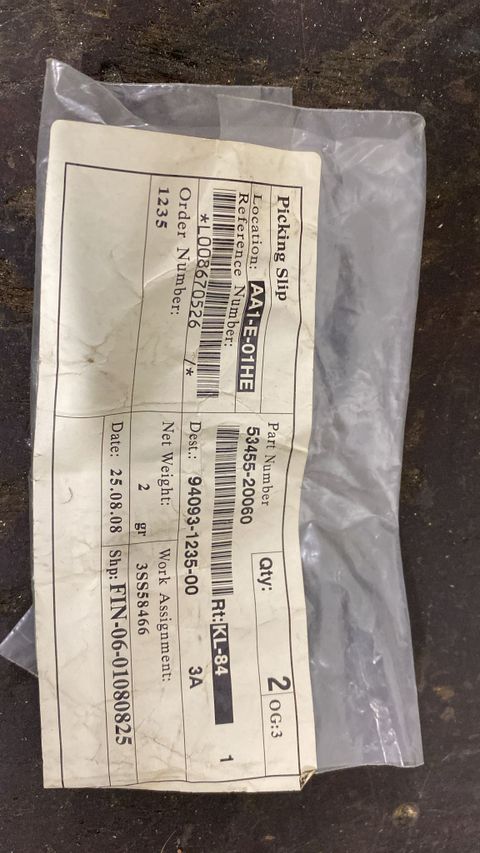 Picking Slip
Location: AA1-E-01HE
Reference Number:
*L008670526 /*
Order Number:
1235
Part Number
53455-20060
Qty: 2 OG:3
Rt: KL-84 1
Dest.: 94093-1235-00 3A
Net Weight: 2 gr
Work Assignment:
3SS58466
Date: 25.08.08 Shp: FIN-06-01080825